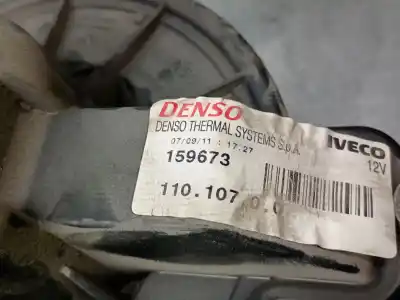 DENSO
DENSO THERMAL SYSTEMS S.p.A.
IVECO
07/09/11 : 17.27
12V
159673
110.107